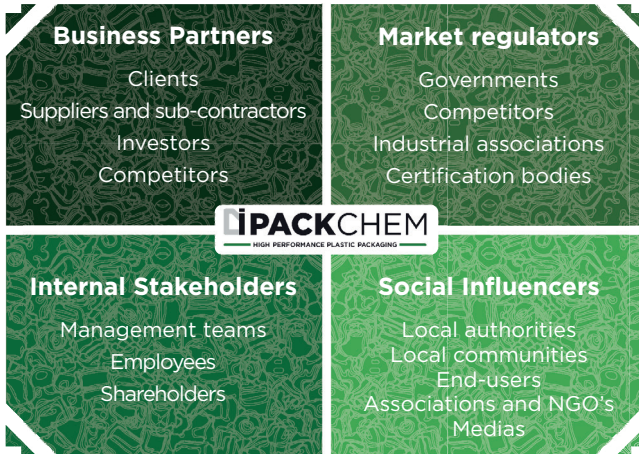 Business Partners
Clients
Suppliers and sub-contractors
Investors
Competitors
Market regulators
Governments
Competitors
Industrial associations
Certification bodies
iPACKCHEM
HIGH PERFORMANCE PLASTIC PACKAGING
Internal Stakeholders
Management teams
Employees
Shareholders
Social Influencers
Local authorities
Local communities
End-users
Associations and NGO's
Medias